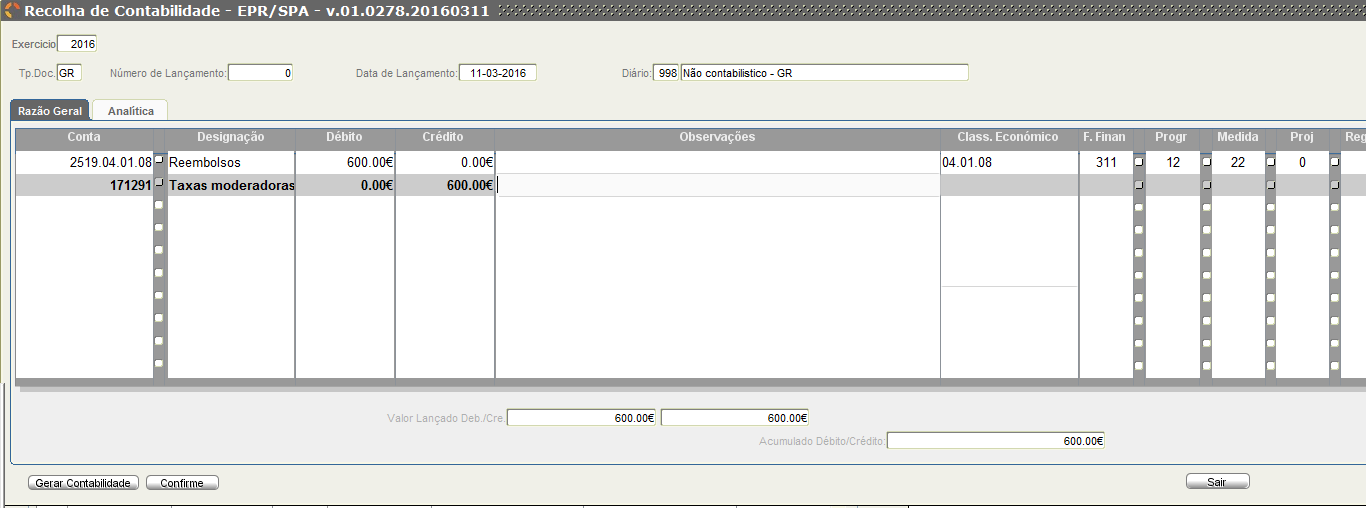 Recolha de Contabilidade - EPR/SPA - v.01.0278.20160311
Exercicio 2016
Tp.Doc. GR Número de Lançamento: 0 Data de Lançamento: 11-03-2016 Diário: 998 Não contabilistico - GR
Razão Geral Analítica
Conta Designação Débito Crédito Observações Class. Económico F. Finan Progr Medida Proj Reg
2519.04.01.08 Reembolsos 600.00€ 0.00€ 04.01.08 311 12 22 0
171291 Taxas moderadoras 0.00€ 600.00€
Valor Lançado Deb./Cre. 600.00€ 600.00€
Acumulado Débito/Crédito: 600.00€
Gerar Contabilidade Confirme Sair